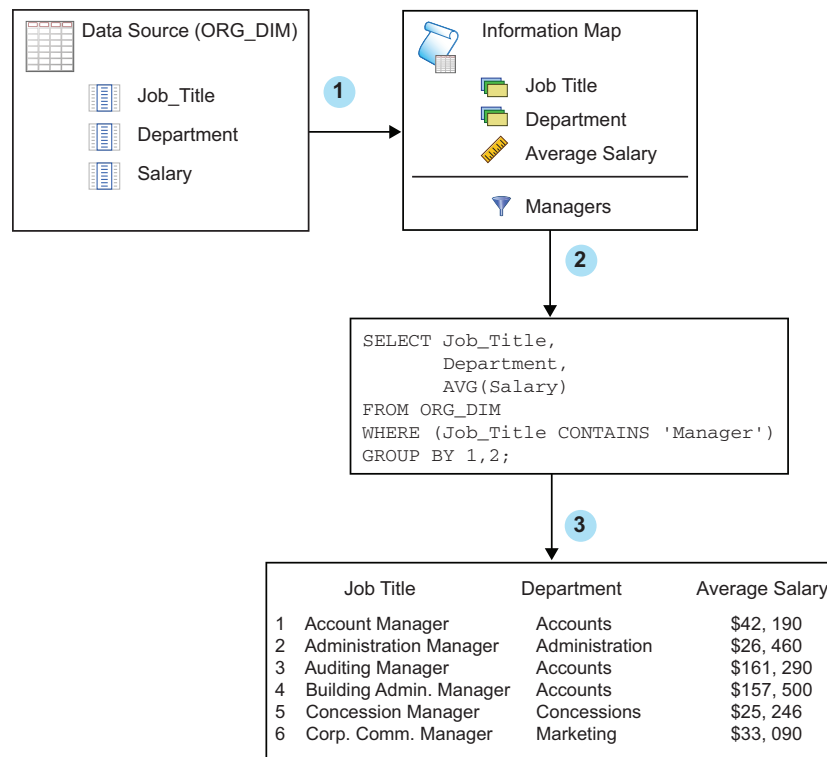 Data Source (ORG_DIM)
Job_Title
Department
Salary
1
Information Map
Job Title
Department
Average Salary
Managers
2
SELECT Job_Title,
Department,
AVG(Salary)
FROM ORG_DIM
WHERE (Job_Title CONTAINS 'Manager')
GROUP BY 1,2;
3
Job Title Department Average Salary
1 Account Manager Accounts $42, 190
2 Administration Manager Administration $26, 460
3 Auditing Manager Accounts $161, 290
4 Building Admin. Manager Accounts $157, 500
5 Concession Manager Concessions $25, 246
6 Corp. Comm. Manager Marketing $33, 090